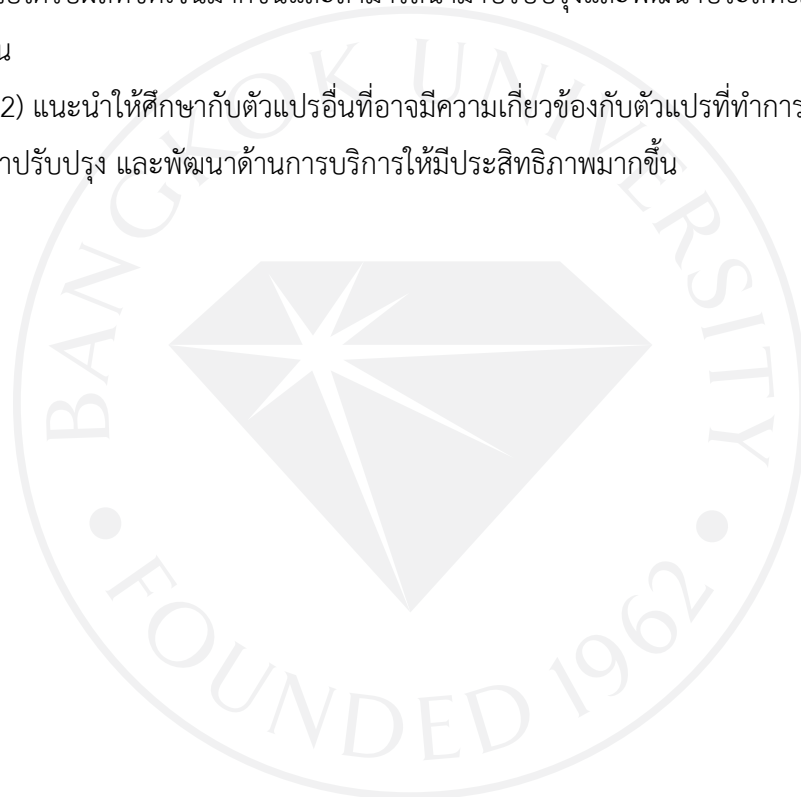 น
2) แนะนำให้ศึกษากับตัวแปรอื่นที่อาจมีความเกี่ยวข้องกับตัวแปรที่ทำการ
าปรับปรุง และพัฒนาด้านการบริการให้มีประสิทธิภาพมากขึ้น
BANGKOK UNIVERSITY
FOUNDED 1962